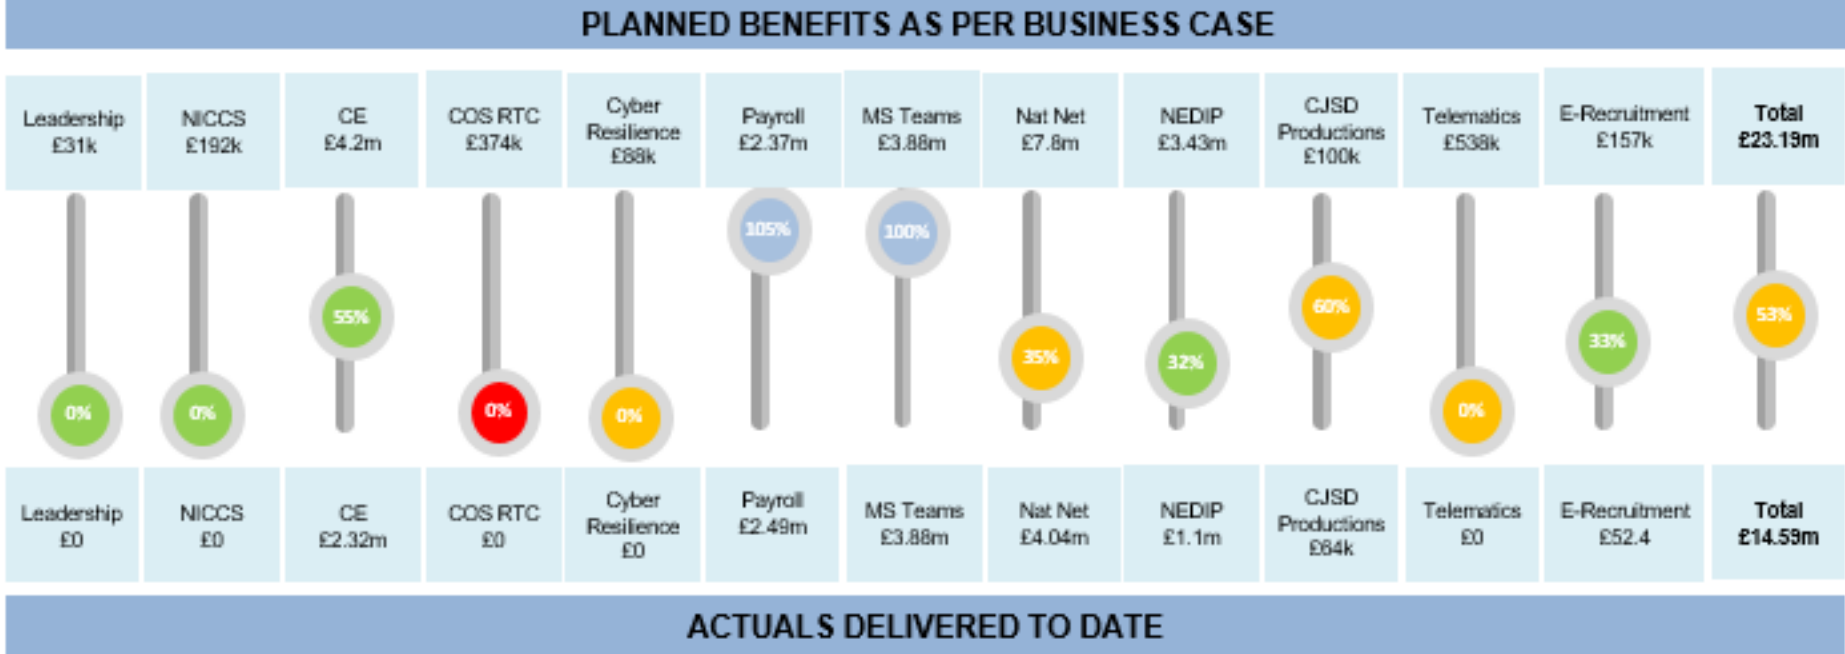 PLANNED BENEFITS AS PER BUSINESS CASE
Leadership
£31k
NICCS
£192k
CE
£4.2m
COS RTC
£374k
Cyber
Resilience
£88k
Payroll
£2.37m
MS Teams
£3.88m
Nat Net
£7.8m
NEDIP
£3.43m
CJSD
Productions
£100k
Telematics
£538k
E-Recruitment
£157k
Total
£23.19m
0%
0%
55%
0%
0%
105%
100%
35%
32%
60%
0%
33%
53%
Leadership
£0
NICCS
£0
CE
£2.32m
COS RTC
£0
Cyber
Resilience
£0
Payroll
£2.49m
MS Teams
£3.88m
Nat Net
£4.04m
NEDIP
£1.1m
CJSD
Productions
£64k
Telematics
£0
E-Recruitment
£52.4
Total
£14.59m
ACTUALS DELIVERED TO DATE